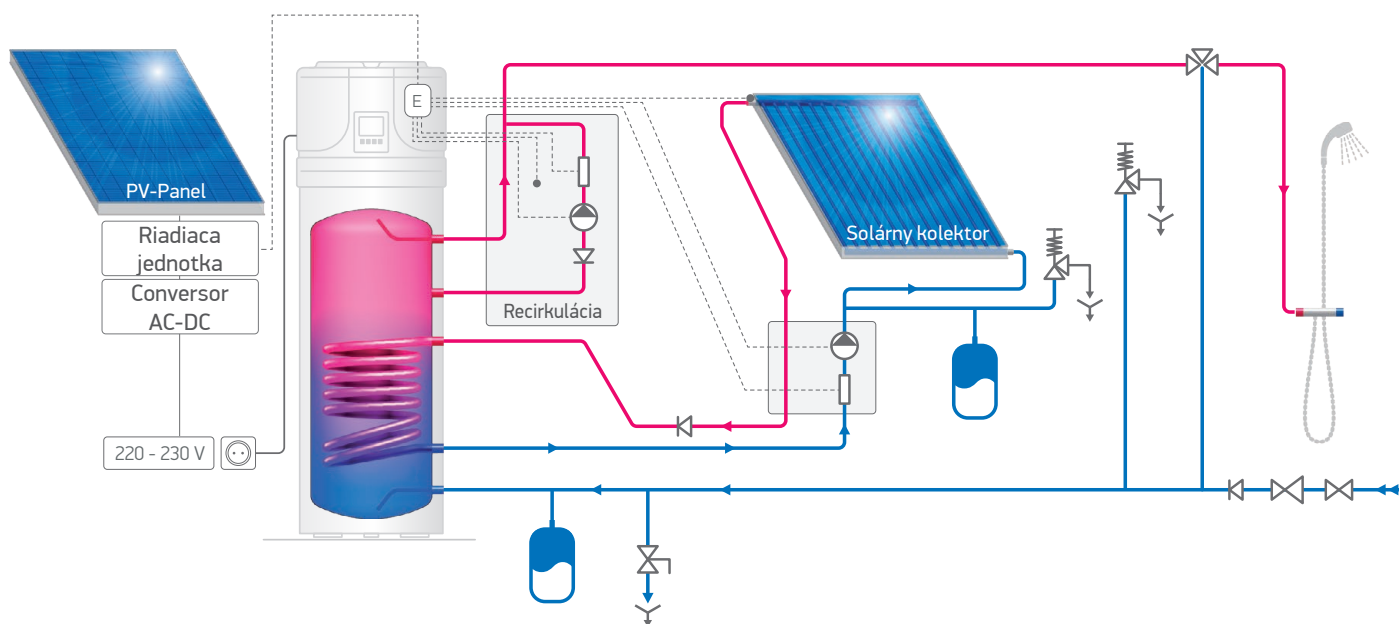 PV-Panel
Riadiaca
jednotka
Conversor
AC-DC
220 - 230 V
E
Recirkulácia
Solárny kolektor